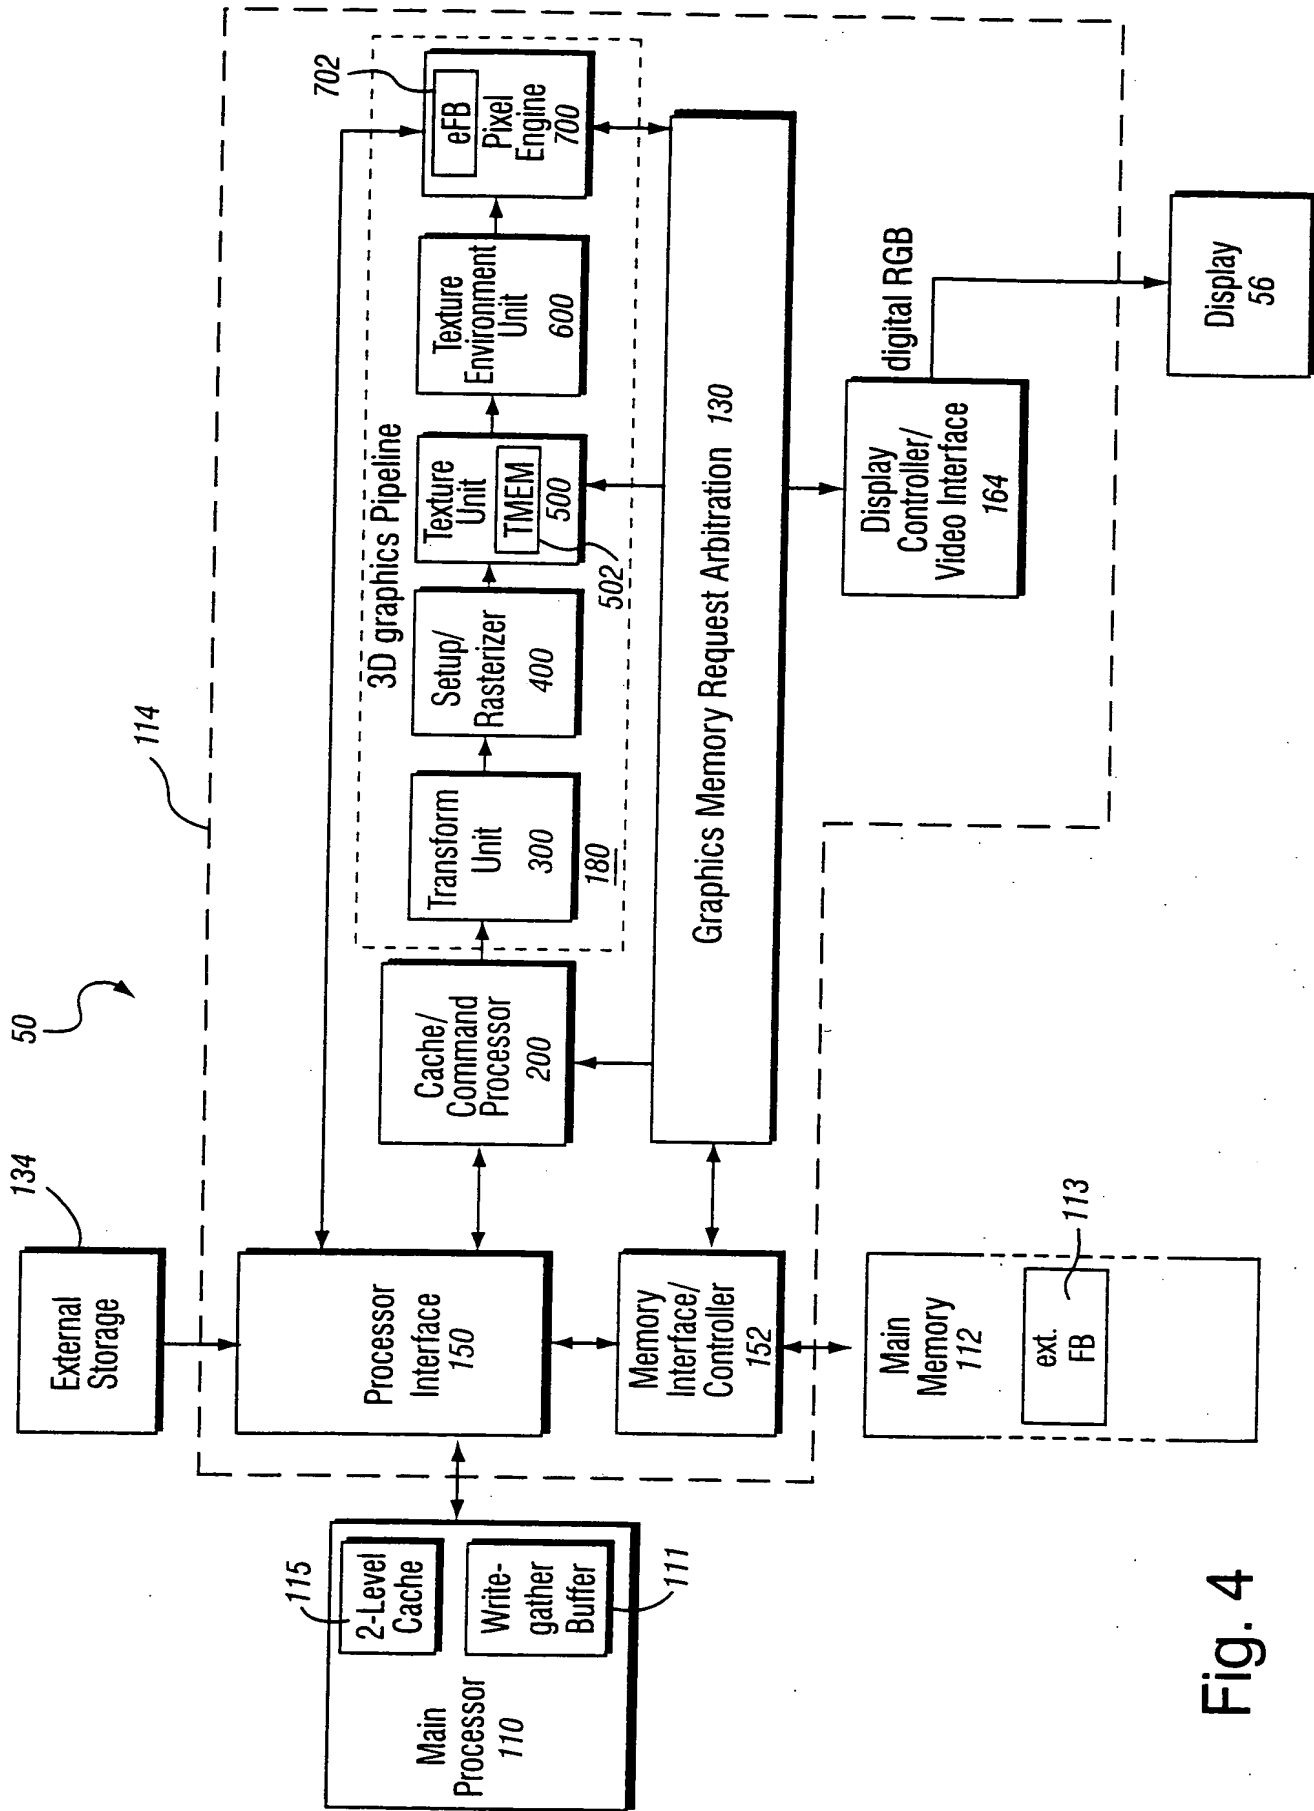 50
134
External
Storage
114
702
3D graphics Pipeline
eFB
Pixel
Engine
700
115
2-Level
Cache
Main
Processor
110
Write-
gather
Buffer
111
Processor
Interface
150
Cache/
Command
Processor
200
Transform
Unit
300
180
Setup/
Rasterizer
400
Texture
Unit
TMEM
500
502
Texture
Environment
Unit
600
Memory
Interface/
Controller
152
Graphics Memory Request Arbitration 130
Main
Memory
112
ext.
FB
113
Display
Controller/
Video Interface
164
digital RGB
Display
56
Fig. 4